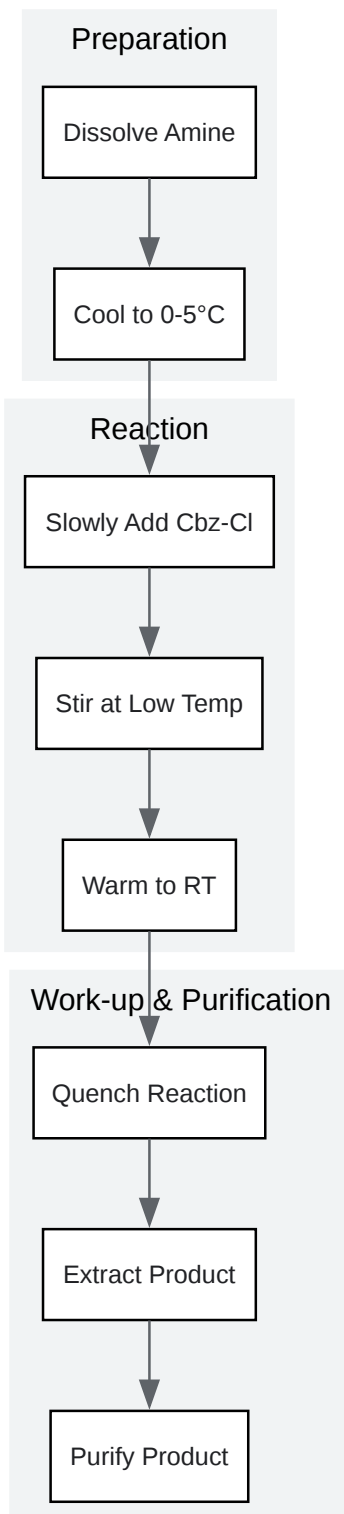 Preparation
Dissolve Amine
Cool to 0-5°C
Reaction
Slowly Add Cbz-Cl
Stir at Low Temp
Warm to RT
Work-up & Purification
Quench Reaction
Extract Product
Purify Product